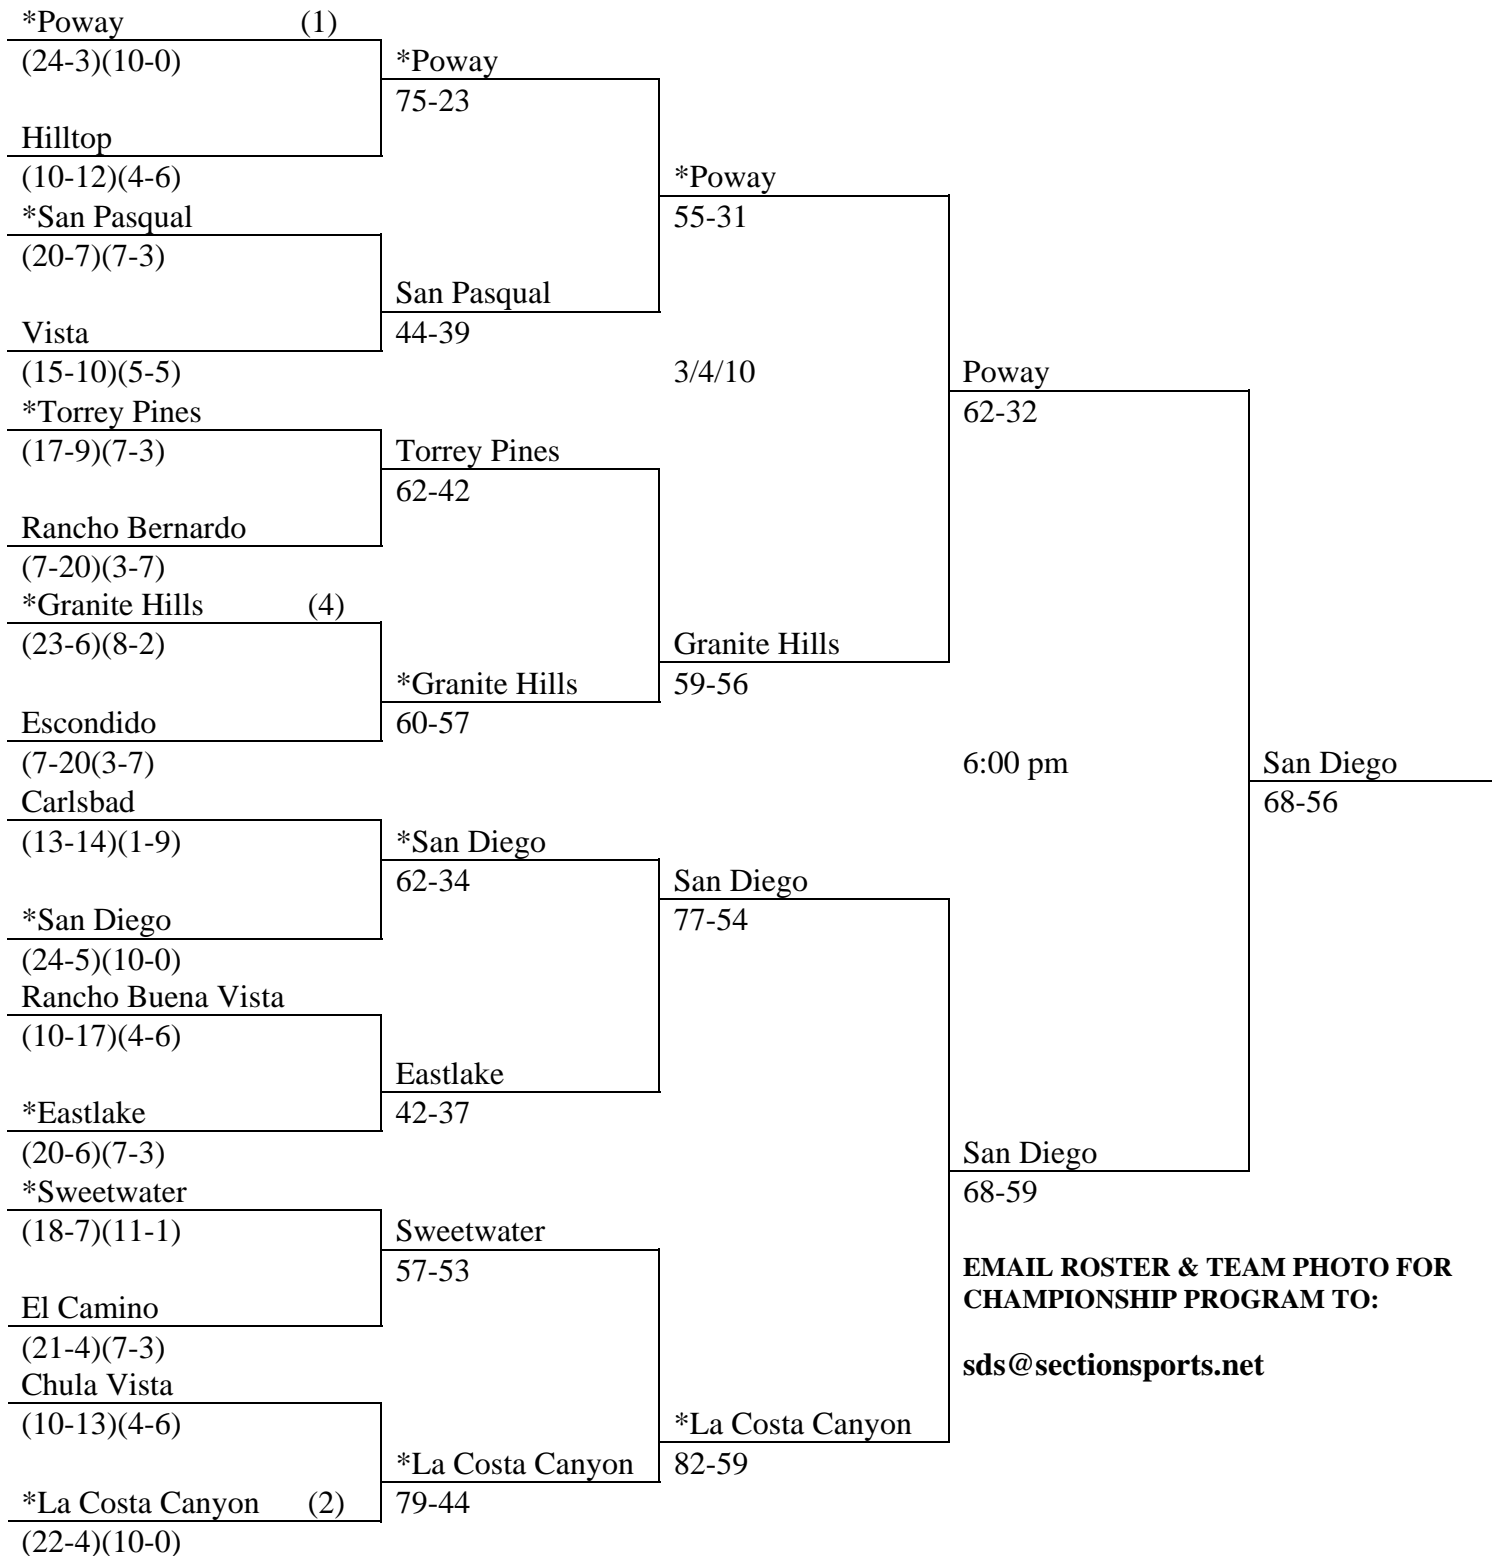 *Poway (1)
(24-3)(10-0)
*Poway
75-23
Hilltop
(10-12)(4-6)
*Poway
*San Pasqual
55-31
(20-7)(7-3)
San Pasqual
Vista
44-39
(15-10)(5-5)
3/4/10
Poway
*Torrey Pines
62-32
(17-9)(7-3)
Torrey Pines
62-42
Rancho Bernardo
(7-20)(3-7)
*Granite Hills (4)
(23-6)(8-2)
Granite Hills
*Granite Hills
59-56
Escondido
60-57
(7-20(3-7)
6:00 pm
San Diego
Carlsbad
68-56
(13-14)(1-9)
*San Diego
62-34
San Diego
*San Diego
77-54
(24-5)(10-0)
Rancho Buena Vista
(10-17)(4-6)
Eastlake
*Eastlake
42-37
(20-6)(7-3)
San Diego
*Sweetwater
68-59
(18-7)(11-1)
Sweetwater
57-53
EMAIL ROSTER & TEAM PHOTO FOR
CHAMPIONSHIP PROGRAM TO:
El Camino
(21-4)(7-3)
sds@sectionsports.net
Chula Vista
(10-13)(4-6)
*La Costa Canyon
*La Costa Canyon
82-59
*La Costa Canyon (2)
79-44
(22-4)(10-0)